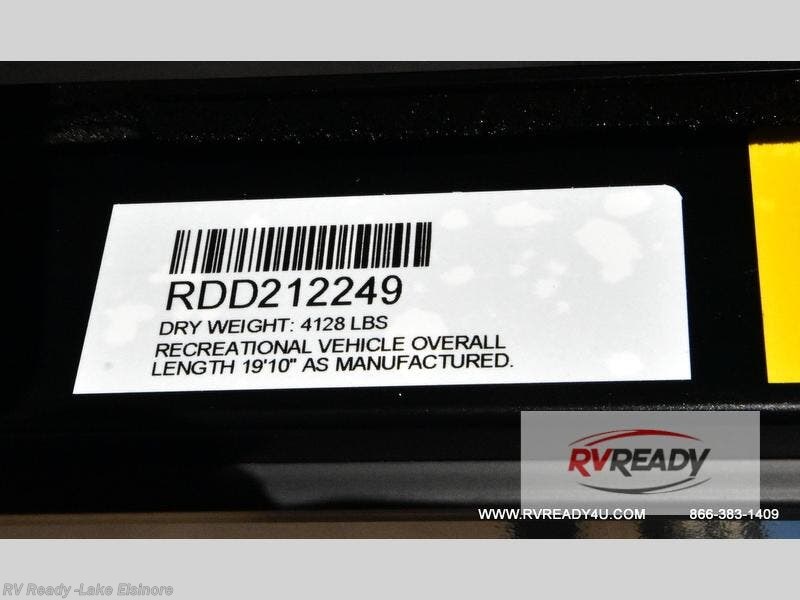 RDD212249
DRY WEIGHT: 4128 LBS
RECREATIONAL VEHICLE OVERALL
LENGTH 19'10" AS MANUFACTURED.
RVREADY
WWW.RVREADY4U.COM 866-383-1409
RV Ready -Lake Elsinore